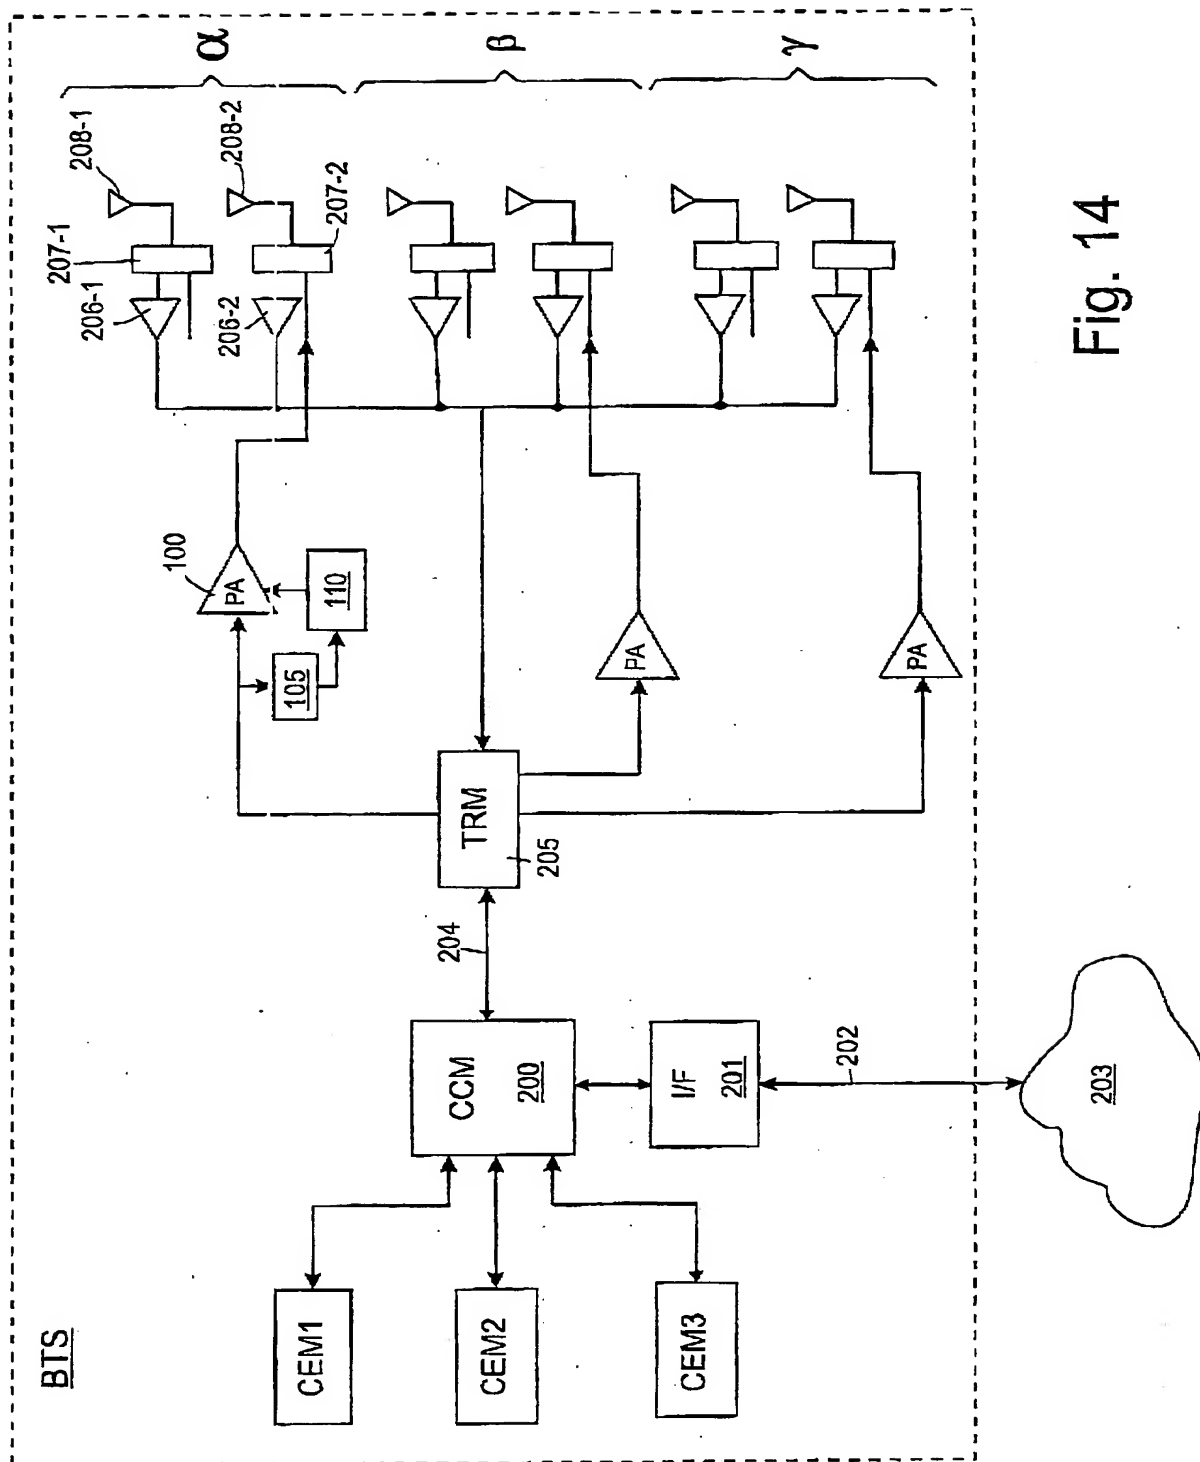 BTS
CEM1
CEM2
CEM3
CCM
200
I/F
201
202
203
204
TRM
205
105
110
100
PA
PA
PA
206-1
207-1
208-1
206-2
207-2
208-2
α
β
γ
Fig. 14